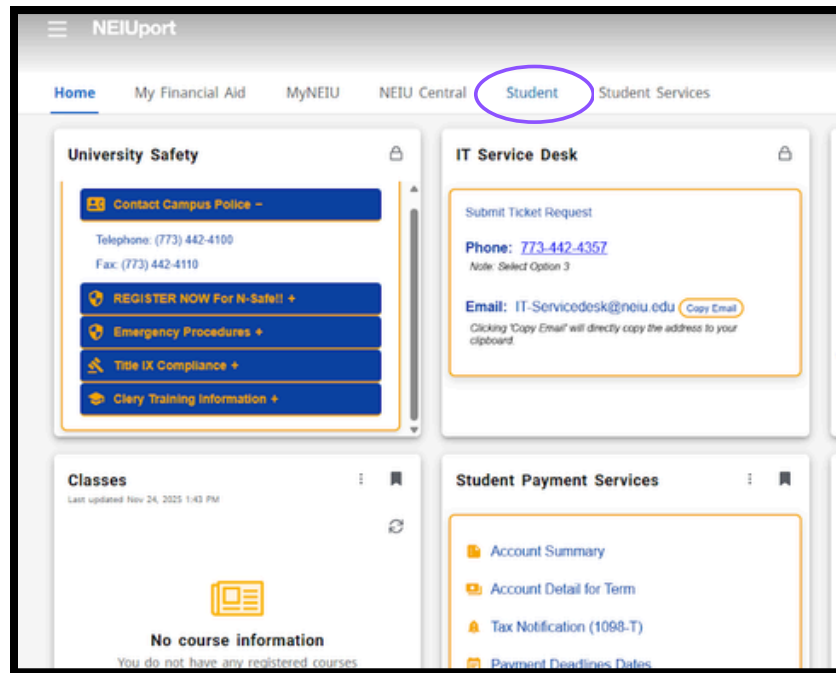 NEIUport
Home My Financial Aid MyNEIU NEIU Central Student Student Services
University Safety
Contact Campus Police –
Telephone: (773) 442-4100
Fax: (773) 442-4110
REGISTER NOW For N-Safe!! +
Emergency Procedures +
Title IX Compliance +
Clery Training Information +
IT Service Desk
Submit Ticket Request
Phone: 773-442-4357
Note: Select Option 3
Email: IT-Servicedesk@neiu.edu Copy Email
Clicking 'Copy Email' will directly copy the address to your
clipboard.
Classes
Last updated Nov 24, 2025 1:43 PM
No course information
You do not have any registered courses
Student Payment Services
Account Summary
Account Detail for Term
Tax Notification (1098-T)
Payment Deadlines Dates